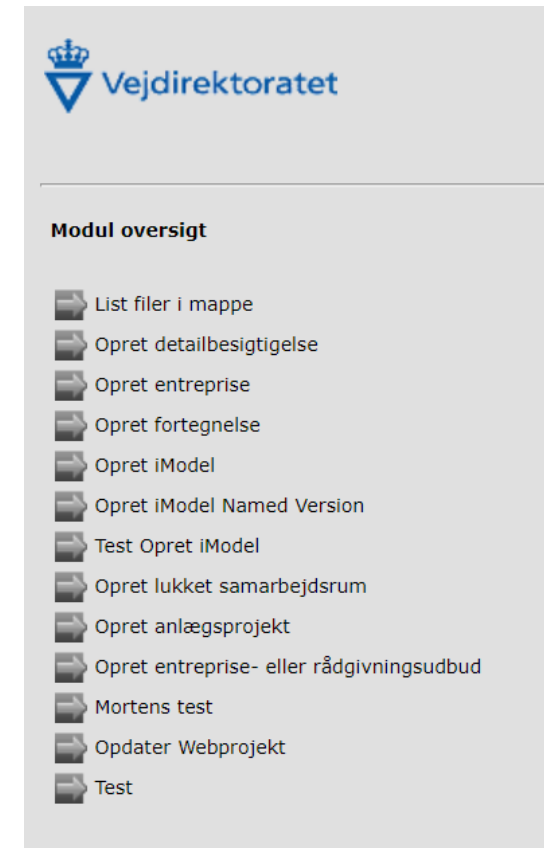 Vejdirektoratet
Modul oversigt
List filer i mappe
Opret detailbesigtigelse
Opret entreprise
Opret fortegnelse
Opret iModel
Opret iModel Named Version
Test Opret iModel
Opret lukket samarbejdsrum
Opret anlægsprojekt
Opret entreprise- eller rådgivningsudbud
Mortens test
Opdater Webprojekt
Test